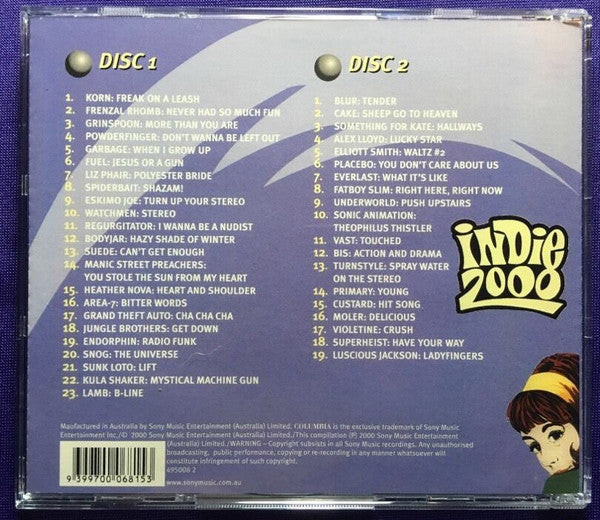 DISC 1
1. KORN: FREAK ON A LEASH
2. FRENZAL RHOMB: NEVER HAD SO MUCH FUN
3. GRINSPOON: MORE THAN YOU ARE
4. POWDERFINGER: DON'T WANNA BE LEFT OUT
5. GARBAGE: WHEN I GROW UP
6. FUEL: JESUS OR A GUN
7. LIZ PHAIR: POLYESTER BRIDE
8. SPIDERBAIT: SHAZAM!
9. ESKIMO JOE: TURN UP YOUR STEREO
10. WATCHMEN: STEREO
11. REGURGITATOR: I WANNA BE A NUDIST
12. BODYJAR: HAZY SHADE OF WINTER
13. SUEDE: CAN'T GET ENOUGH
14. MANIC STREET PREACHERS:
YOU STOLE THE SUN FROM MY HEART
15. HEATHER NOVA: HEART AND SHOULDER
16. AREA-7: BITTER WORDS
17. GRAND THEFT AUTO: CHA CHA CHA
18. JUNGLE BROTHERS: GET DOWN
19. ENDORPHIN: RADIO FUNK
20. SNOG: THE UNIVERSE
21. SUNK LOTO: LIFT
22. KULA SHAKER: MYSTICAL MACHINE GUN
23. LAMB: B-LINE
DISC 2
1. BLUR: TENDER
2. CAKE: SHEEP GO TO HEAVEN
3. SOMETHING FOR KATE: HALLWAYS
4. ALEX LLOYD: LUCKY STAR
5. ELLIOTT SMITH: WALTZ #2
6. PLACEBO: YOU DON'T CARE ABOUT US
7. EVERLAST: WHAT IT'S LIKE
8. FATBOY SLIM: RIGHT HERE, RIGHT NOW
9. UNDERWORLD: PUSH UPSTAIRS
10. SONIC ANIMATION:
THEOPHILUS THISTLER
11. VAST: TOUCHED
12. BIS: ACTION AND DRAMA
13. TURNSTYLE: SPRAY WATER
ON THE STEREO
14. PRIMARY: YOUNG
15. CUSTARD: HIT SONG
16. MOLER: DELICIOUS
17. VIOLETINE: CRUSH
18. SUPERHEIST: HAVE YOUR WAY
19. LUSCIOUS JACKSON: LADYFINGERS
INDIE
2000
Maufactured in Australia by Sony Music Entertainment (Australia) Limited. COLUMBIA is the exclusive trademark of Sony Music
Entertainment Inc./© 2000 Sony Music Entertainment (Australia) Limited./This compilation (P) 2000 Sony Music Entertainment
(Australia) Limited./WARNING - Copyright subsists in all Sony Music Recordings. Any unauthorised
broadcasting, public performance, copying or re-recording in any manner whatsoever will
constitute infringement of such copyright.
495008 2
www.sonymusic.com.au
9 399700 068153